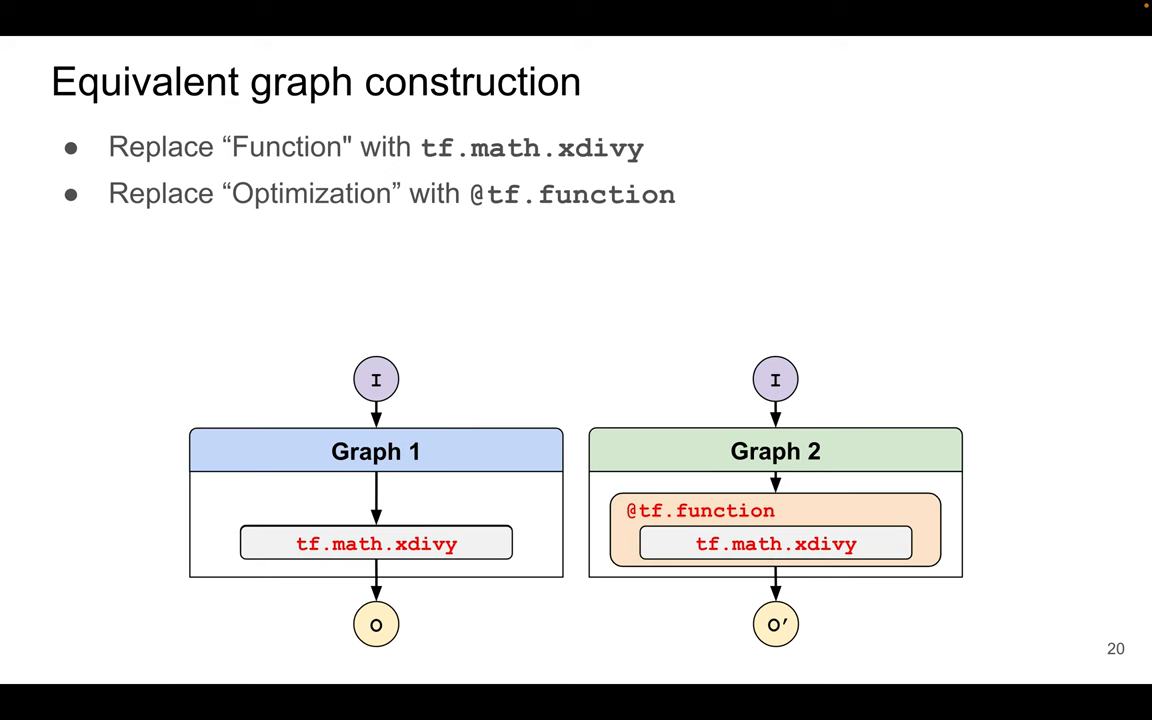 Equivalent graph construction
● Replace “Function" with tf.math.xdivy
● Replace “Optimization” with @tf.function
I
I
Graph 1
Graph 2
@tf.function
tf.math.xdivy
tf.math.xdivy
O
O’
20